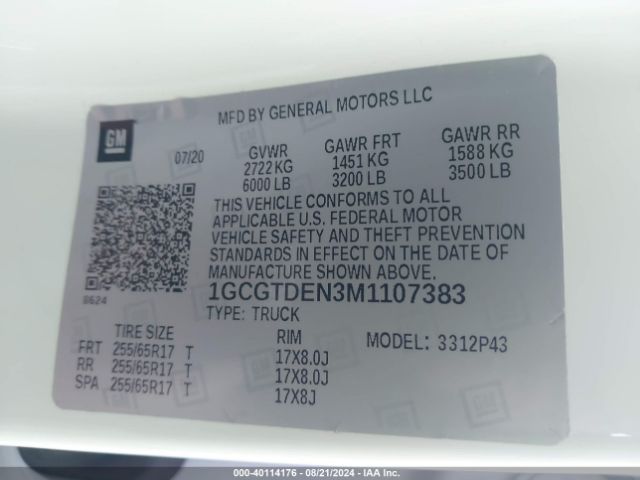 MFD BY GENERAL MOTORS LLC
GM
07/20
GVWR GAWR FRT GAWR RR
2722 KG 1451 KG 1588 KG
6000 LB 3200 LB 3500 LB
THIS VEHICLE CONFORMS TO ALL
APPLICABLE U.S. FEDERAL MOTOR
VEHICLE SAFETY AND THEFT PREVENTION
STANDARDS IN EFFECT ON THE DATE OF
MANUFACTURE SHOWN ABOVE.
8624
1GCGTDEN3M1107383
TYPE: TRUCK
TIRE SIZE RIM MODEL: 3312P43
FRT 255/65R17 T 17X8.0J
RR 255/65R17 T 17X8.0J
SPA 255/65R17 T 17X8J
000-40114176 - 08/21/2024 - IAA Inc.